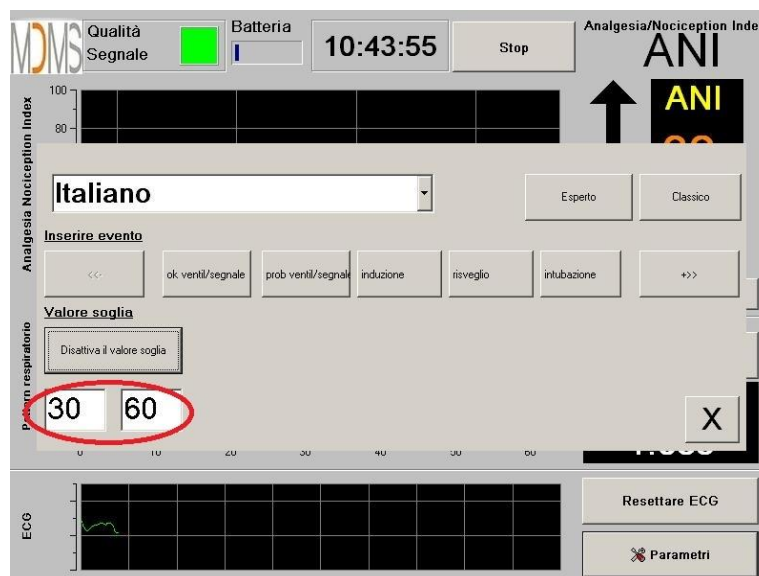 MDMS
Qualità
Segnale
Batteria
10:43:55
Stop
Analgesia/Nociception Inde
ANI
ANI
Analgesia Nociception Index
100
80
Italiano
Esperto
Classico
Inserire evento
<<-
ok ventil/segnale
prob ventil/segnale
induzione
risveglio
intubazione
+>>
Valore soglia
Disattiva il valore soglia
30
60
X
Pattern respiratorio
0
10
20
30
40
50
60
ECG
Resettare ECG
Parametri